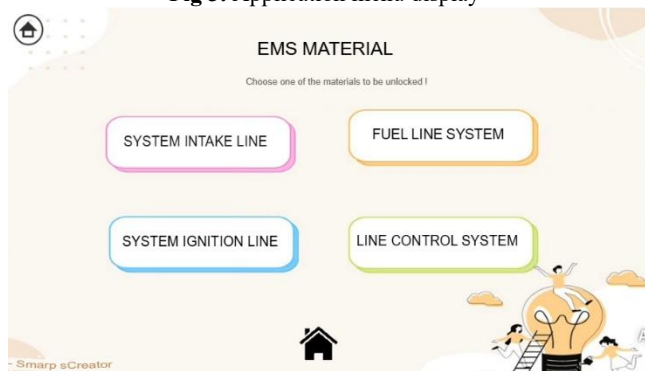 EMS MATERIAL
Choose one of the materials to be unlocked !
SYSTEM INTAKE LINE
FUEL LINE SYSTEM
SYSTEM IGNITION LINE
LINE CONTROL SYSTEM
- Smarp sCreator